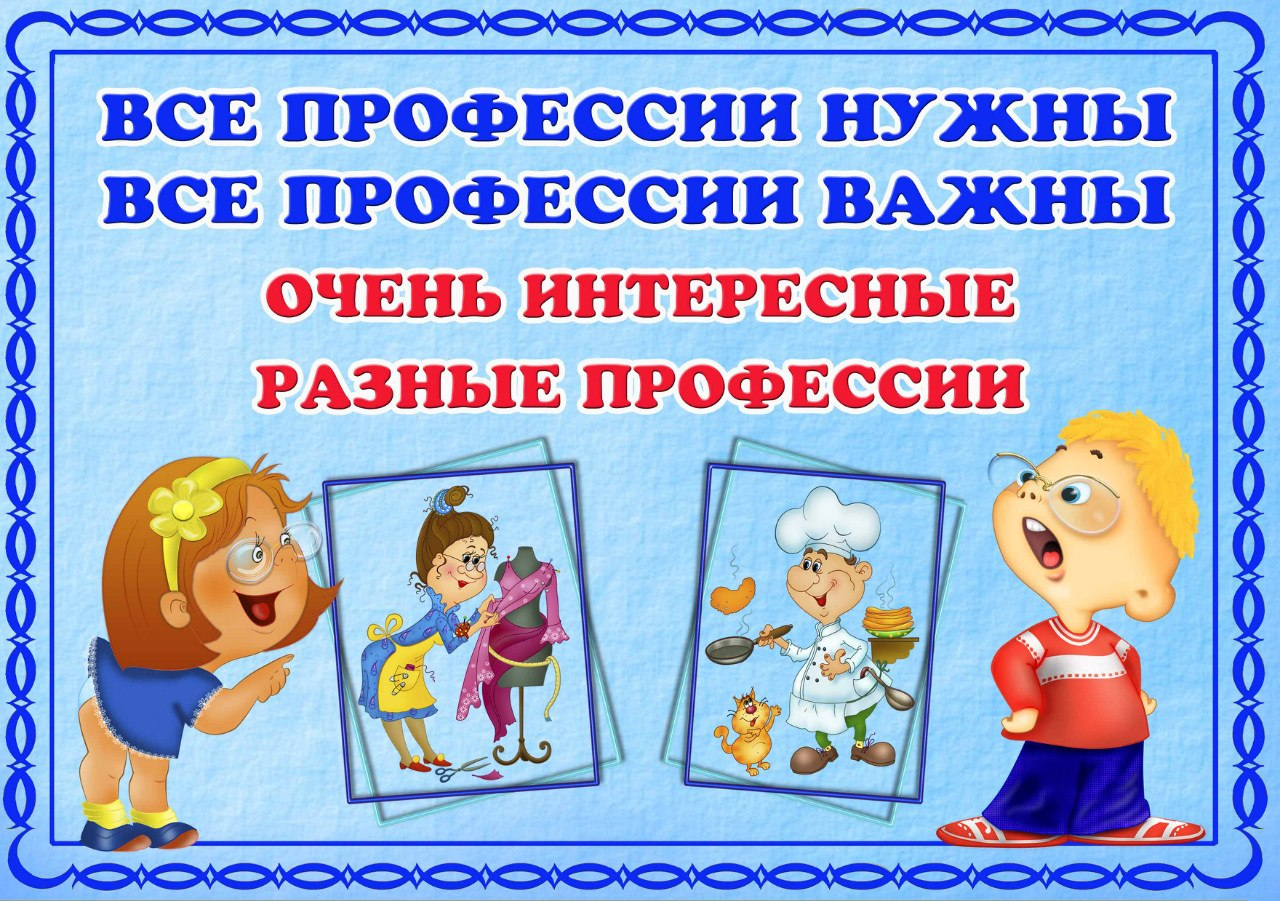 ВСЕ ПРОФЕССИИ НУЖНЫ
ВСЕ ПРОФЕССИИ ВАЖНЫ
ОЧЕНЬ ИНТЕРЕСНЫЕ
РАЗНЫЕ ПРОФЕССИИ